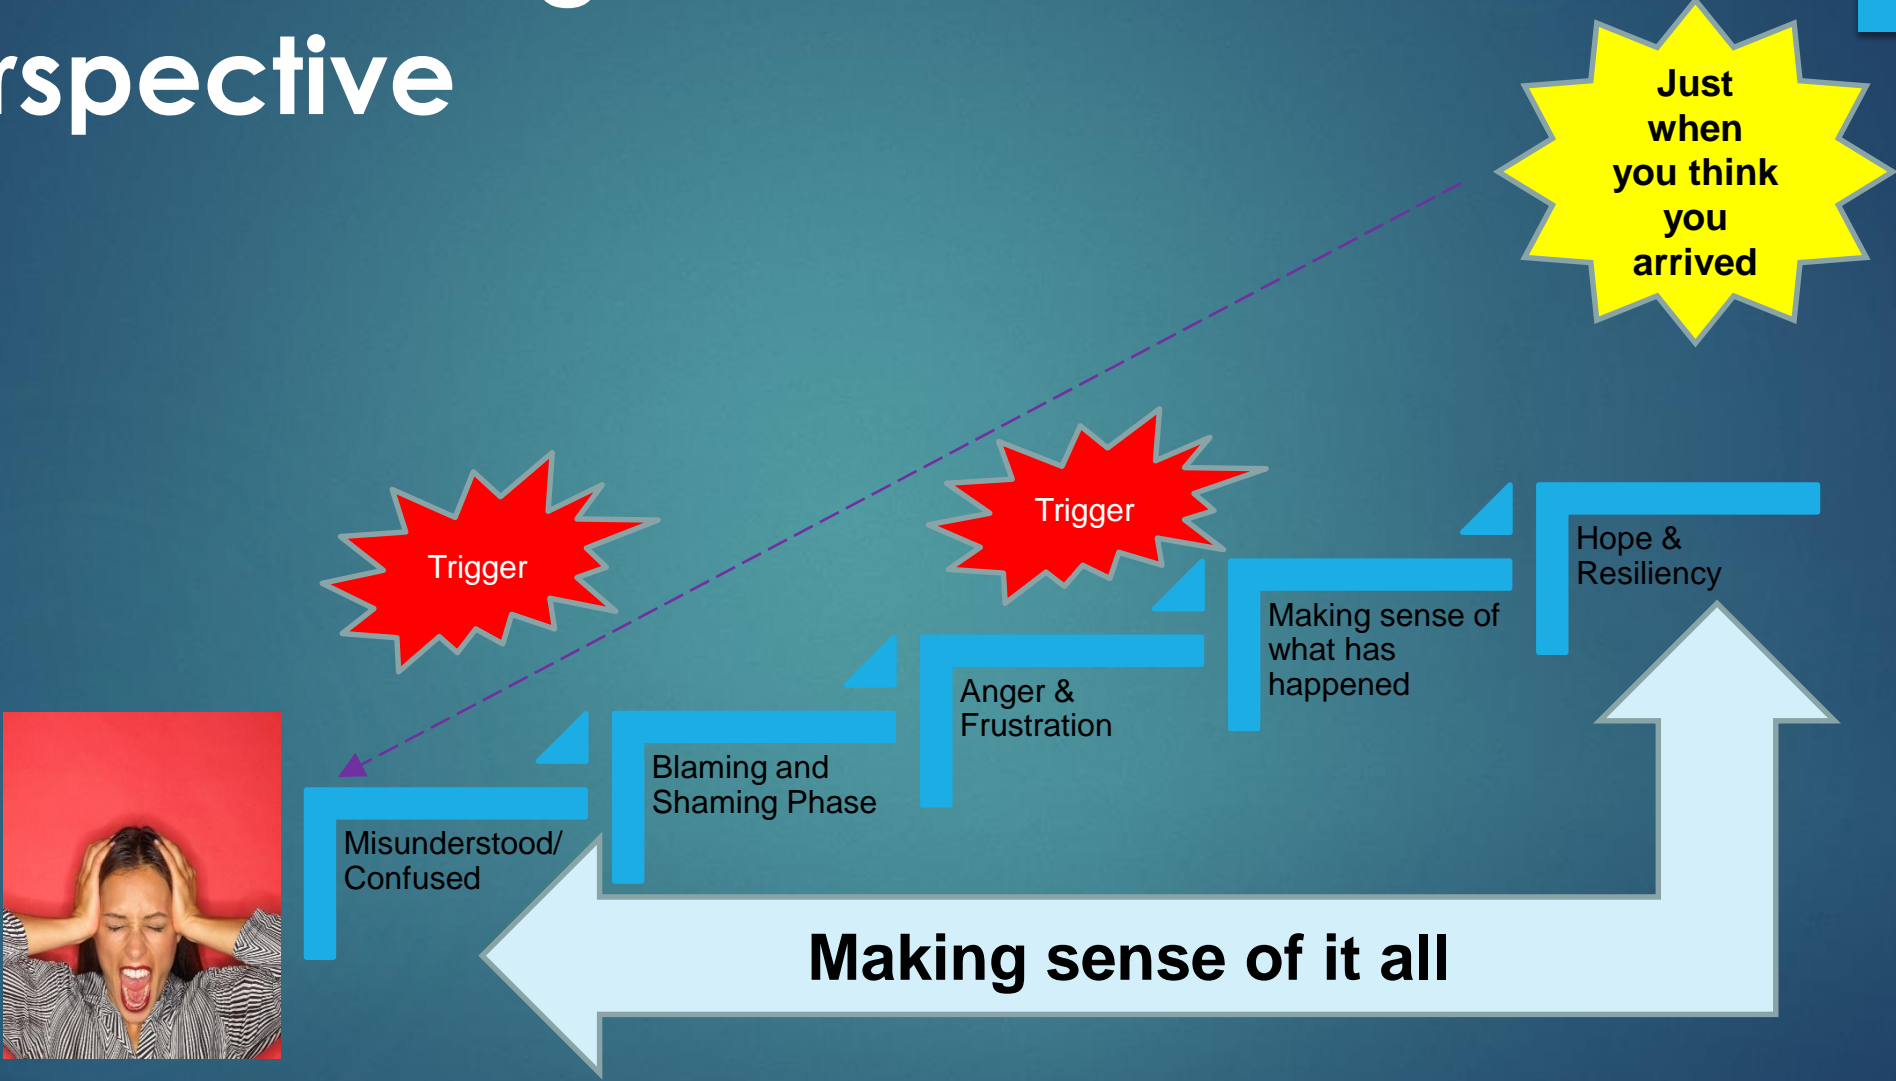 rspective
Just
when
you think
you
arrived
Trigger
Trigger
Hope &
Resiliency
Making sense of
what has
happened
Anger &
Frustration
Blaming and
Shaming Phase
Misunderstood/
Confused
Making sense of it all